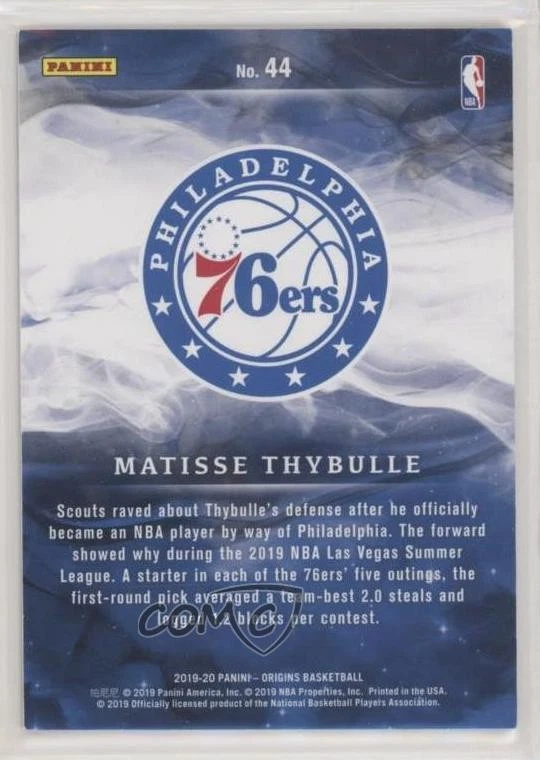 PANINI
No. 44
NBA
PHILADELPHIA
76ers
MATISSE THYBULLE
Scouts raved about Thybulle's defense after he officially
became an NBA player by way of Philadelphia. The forward
showed why during the 2019 NBA Las Vegas Summer
League. A starter in each of the 76ers' five outings, the
first-round pick averaged a team-best 2.0 steals and
logged 2 blocks per contest.
COMC
2019-20 PANINI – ORIGINS BASKETBALL
帕尼尼 © 2019 Panini America, Inc. © 2019 NBA Properties, Inc. Printed in the USA.
© 2019 Officially licensed product of the National Basketball Players Association.